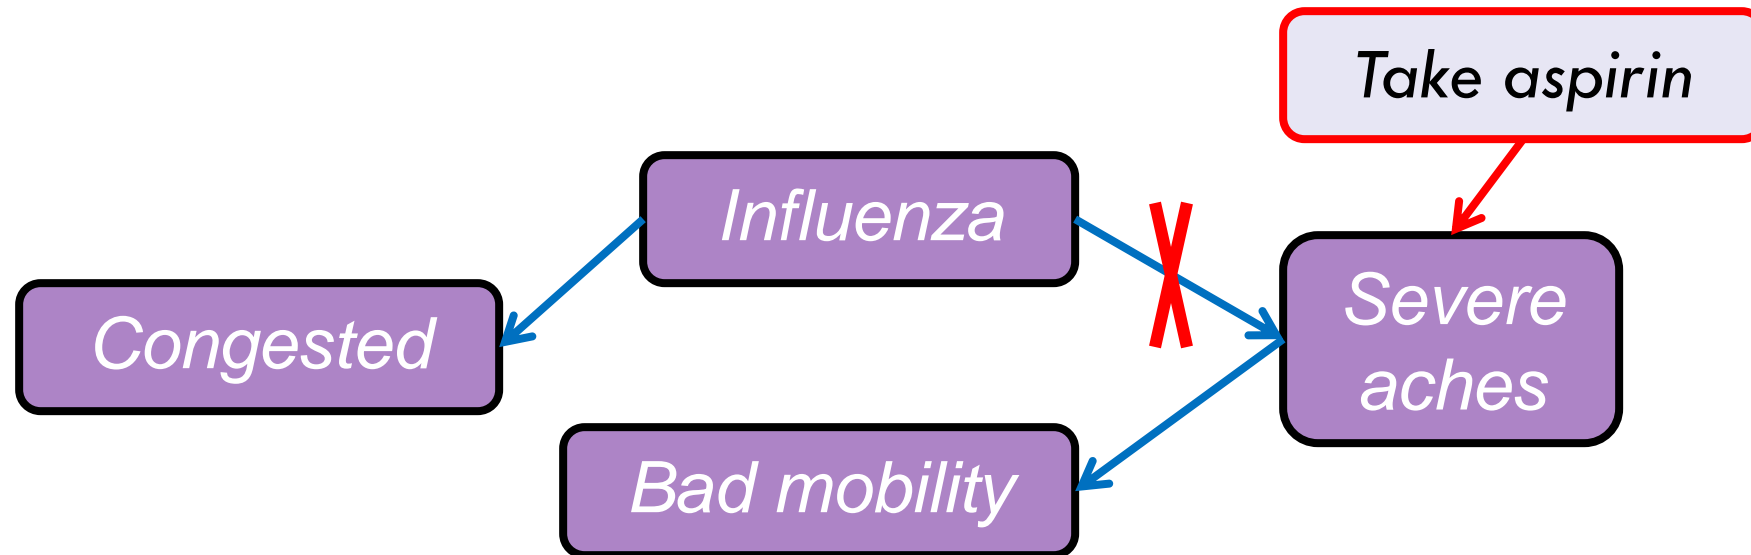 Take aspirin
Influenza
Congested
Severe
aches
Bad mobility